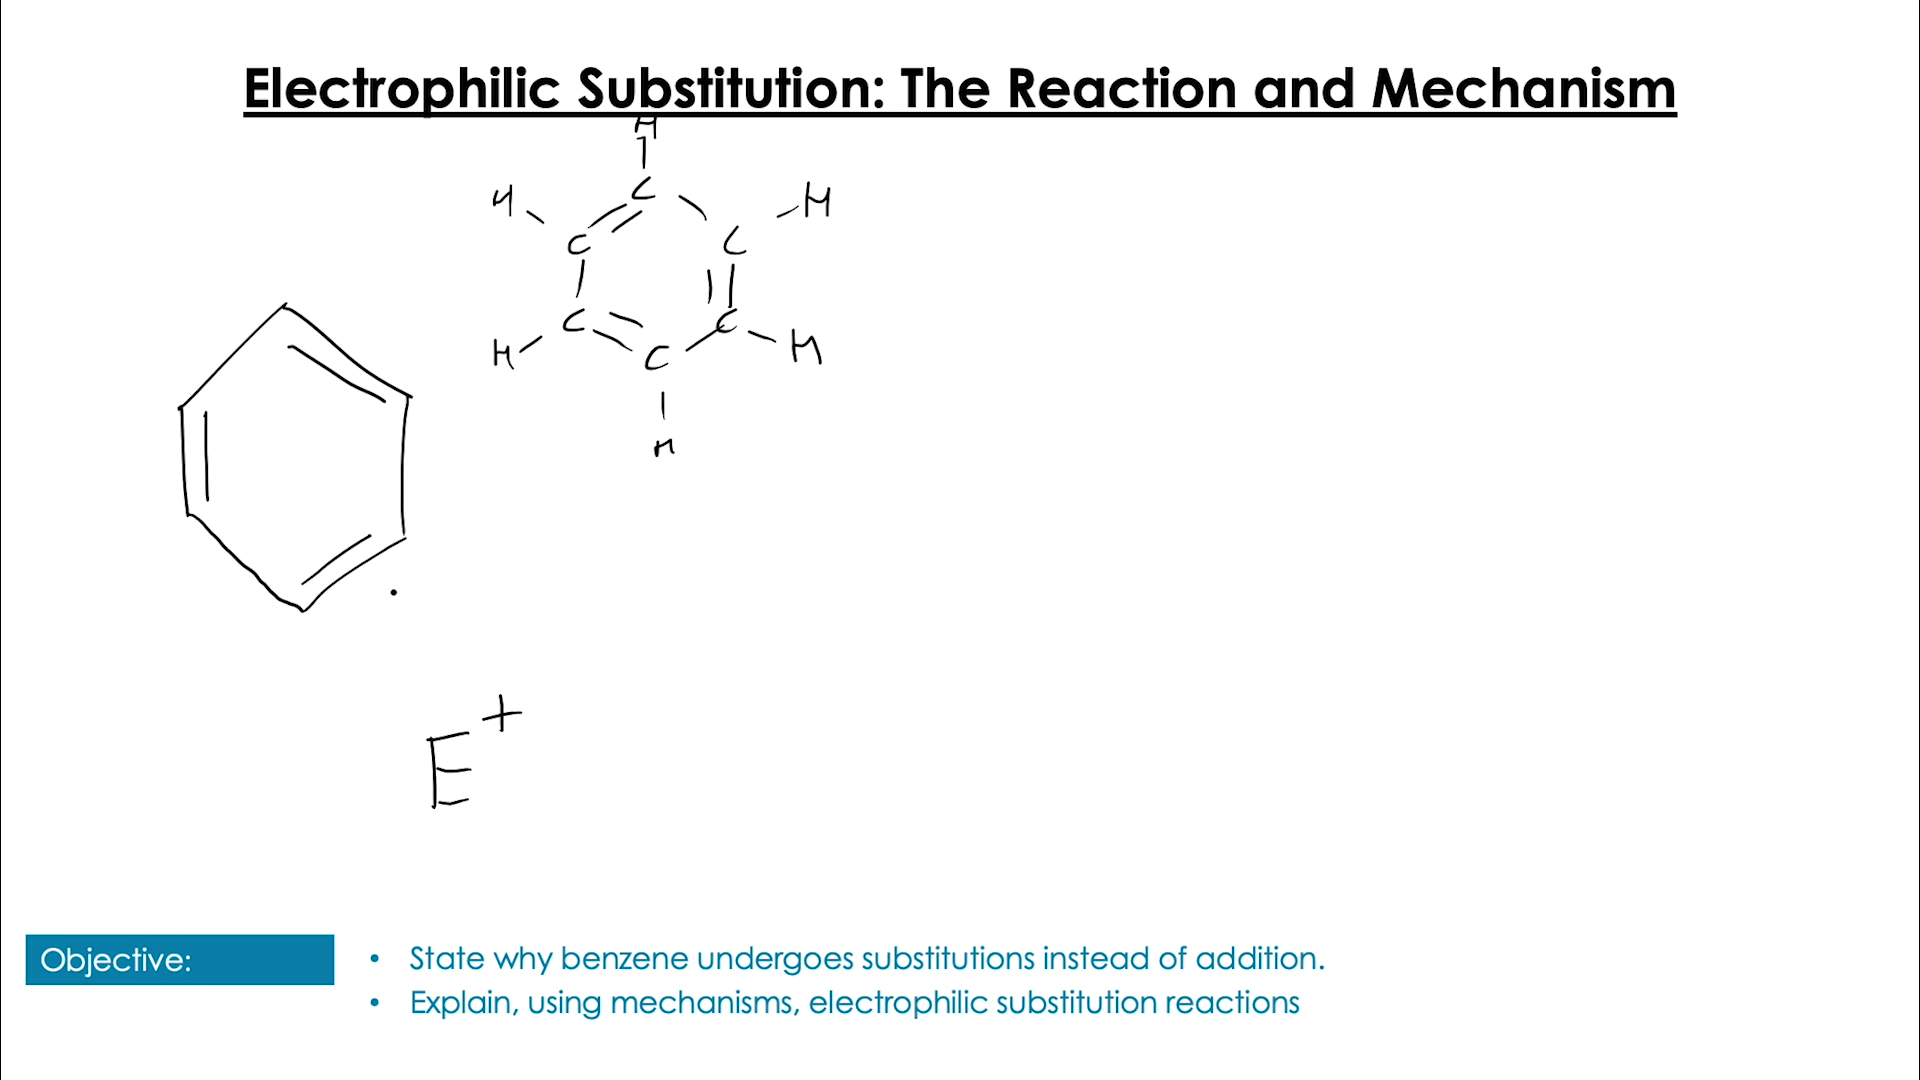 Electrophilic Substitution: The Reaction and Mechanism
H
C
H H
C C
C C
H C H
H
E+
Objective:
• State why benzene undergoes substitutions instead of addition.
• Explain, using mechanisms, electrophilic substitution reactions